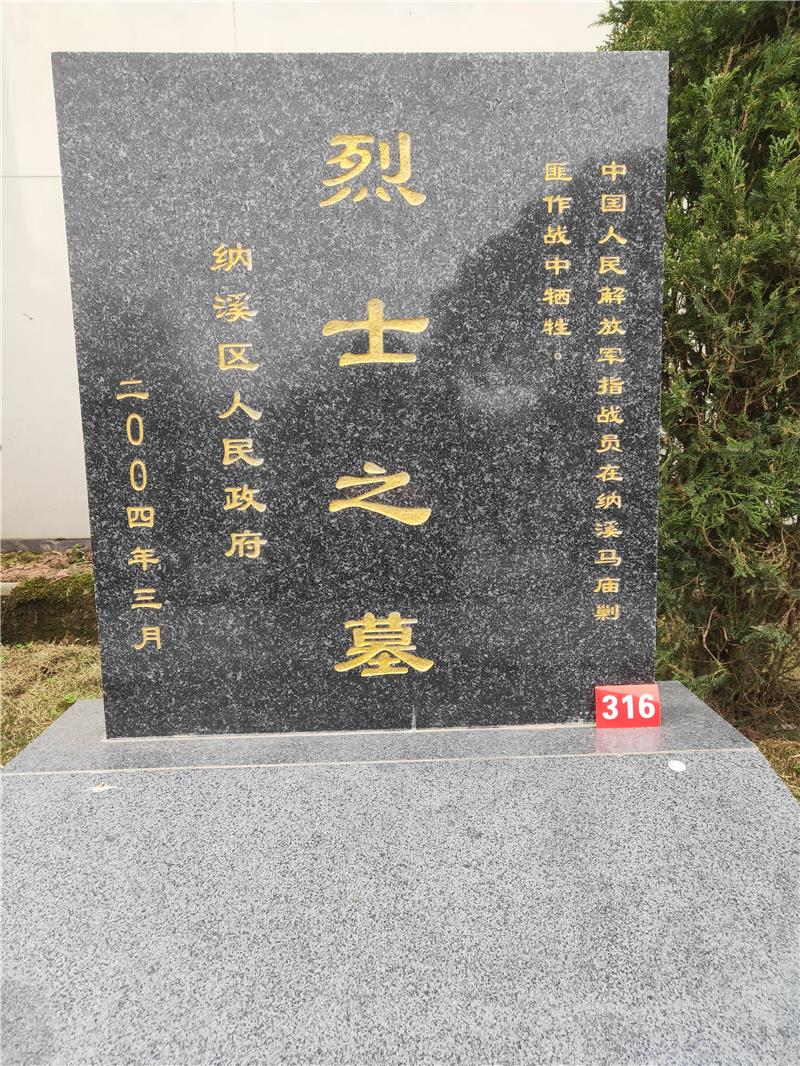 中国人民解放军指战员在纳溪马庙剿
匪作战中牺牲。
烈士之墓
纳溪区人民政府
二00四年三月
316